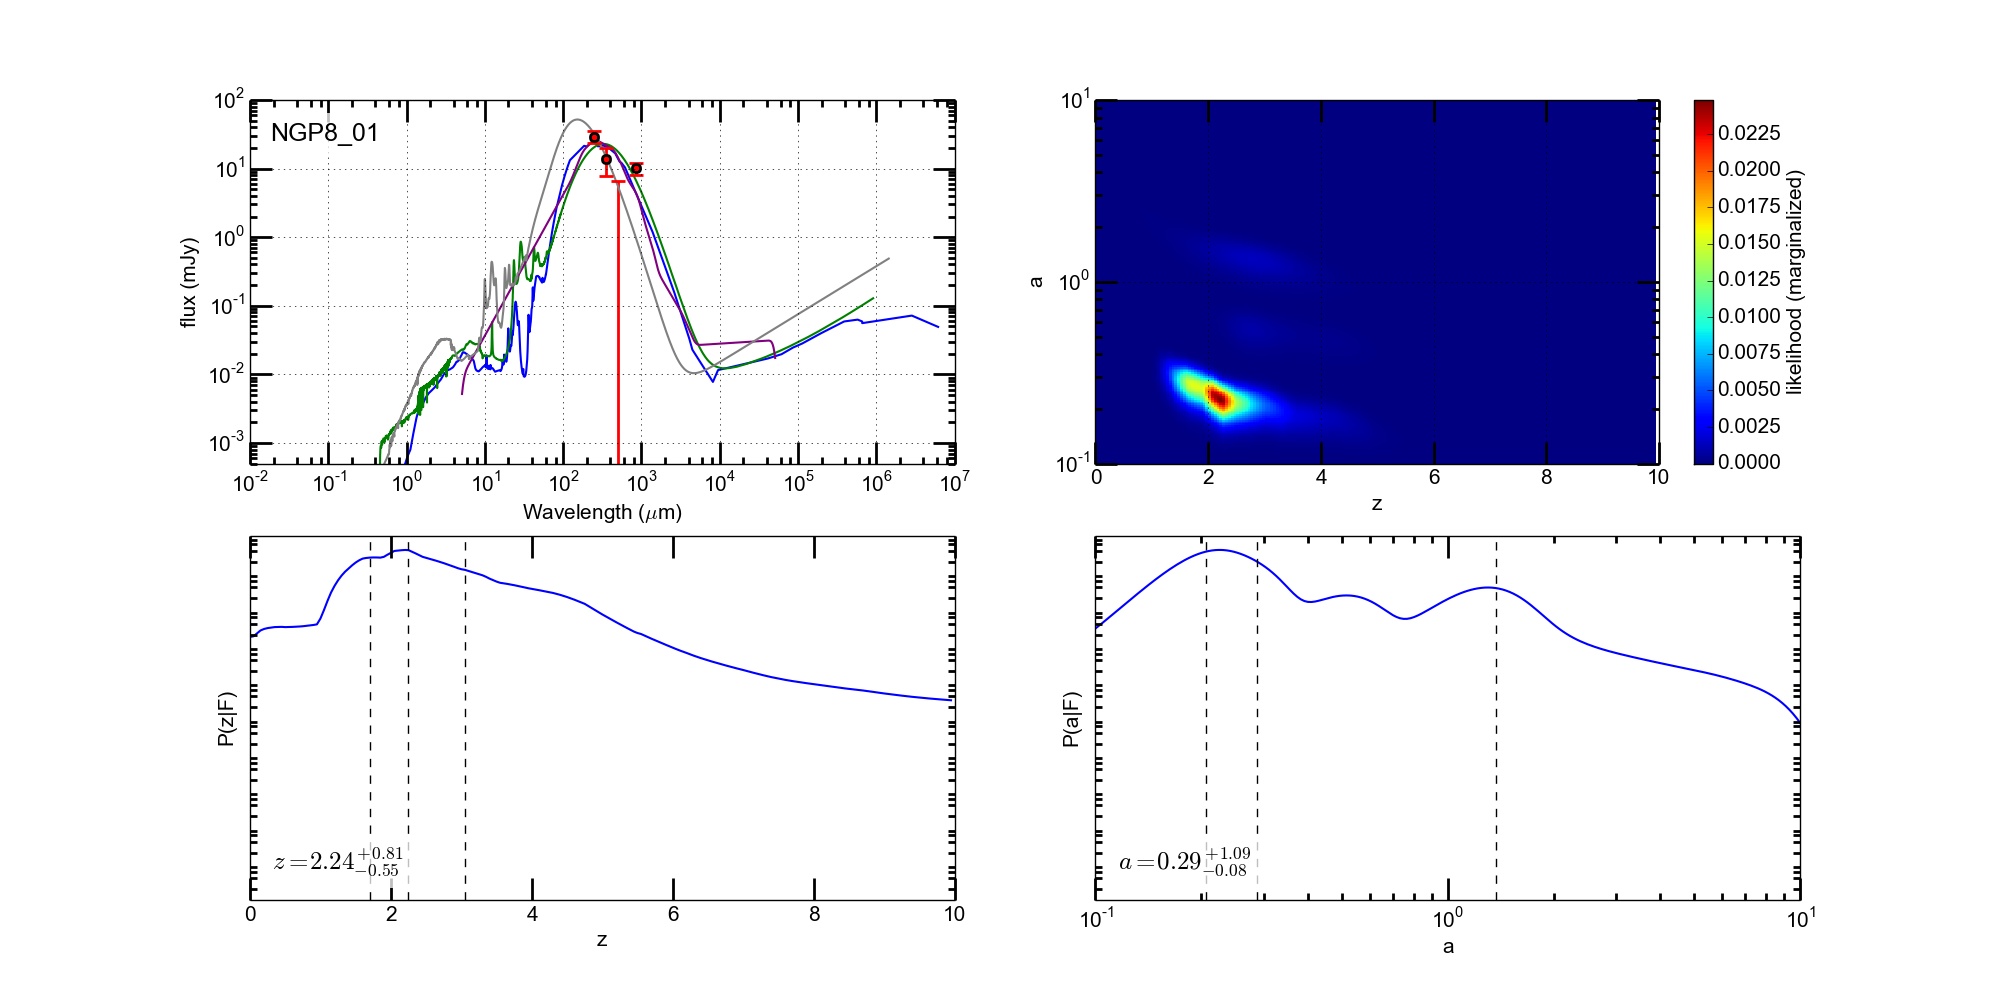 NGP8_01
10^2
10^1
10^0
10^-1
10^-2
10^-3
flux (mJy)
10^-2 10^-1 10^0 10^1 10^2 10^3 10^4 10^5 10^6 10^7
Wavelength (μm)
10^1
10^0
10^-1
a
0 2 4 6 8 10
z
0.0225
0.0200
0.0175
0.0150
0.0125
0.0100
0.0075
0.0050
0.0025
0.0000
likelihood (marginalized)
P(z|F)
z=2.24^{+0.81}_{-0.55}
0 2 4 6 8 10
z
P(a|F)
a=0.29^{+1.09}_{-0.08}
10^-1 10^0 10^1
a